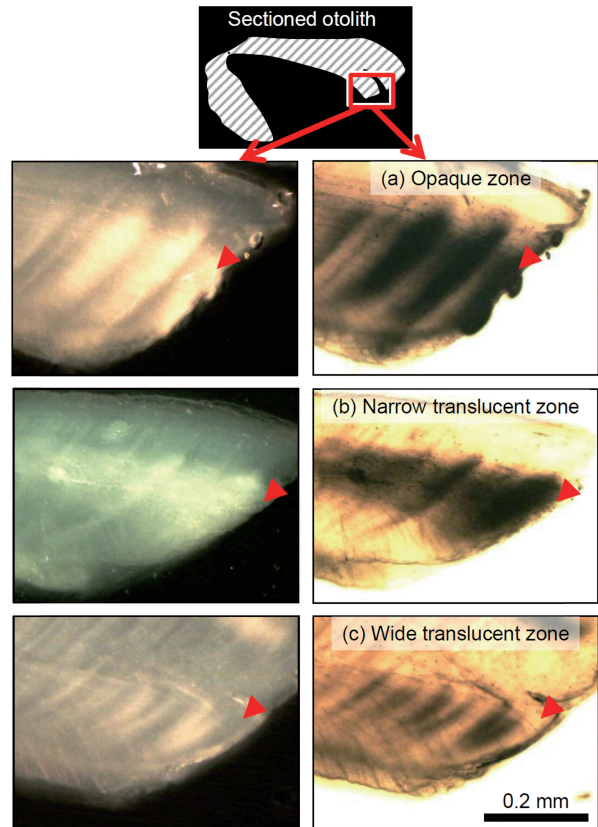 Sectioned otolith
(a) Opaque zone
(b) Narrow translucent zone
(c) Wide translucent zone
0.2 mm